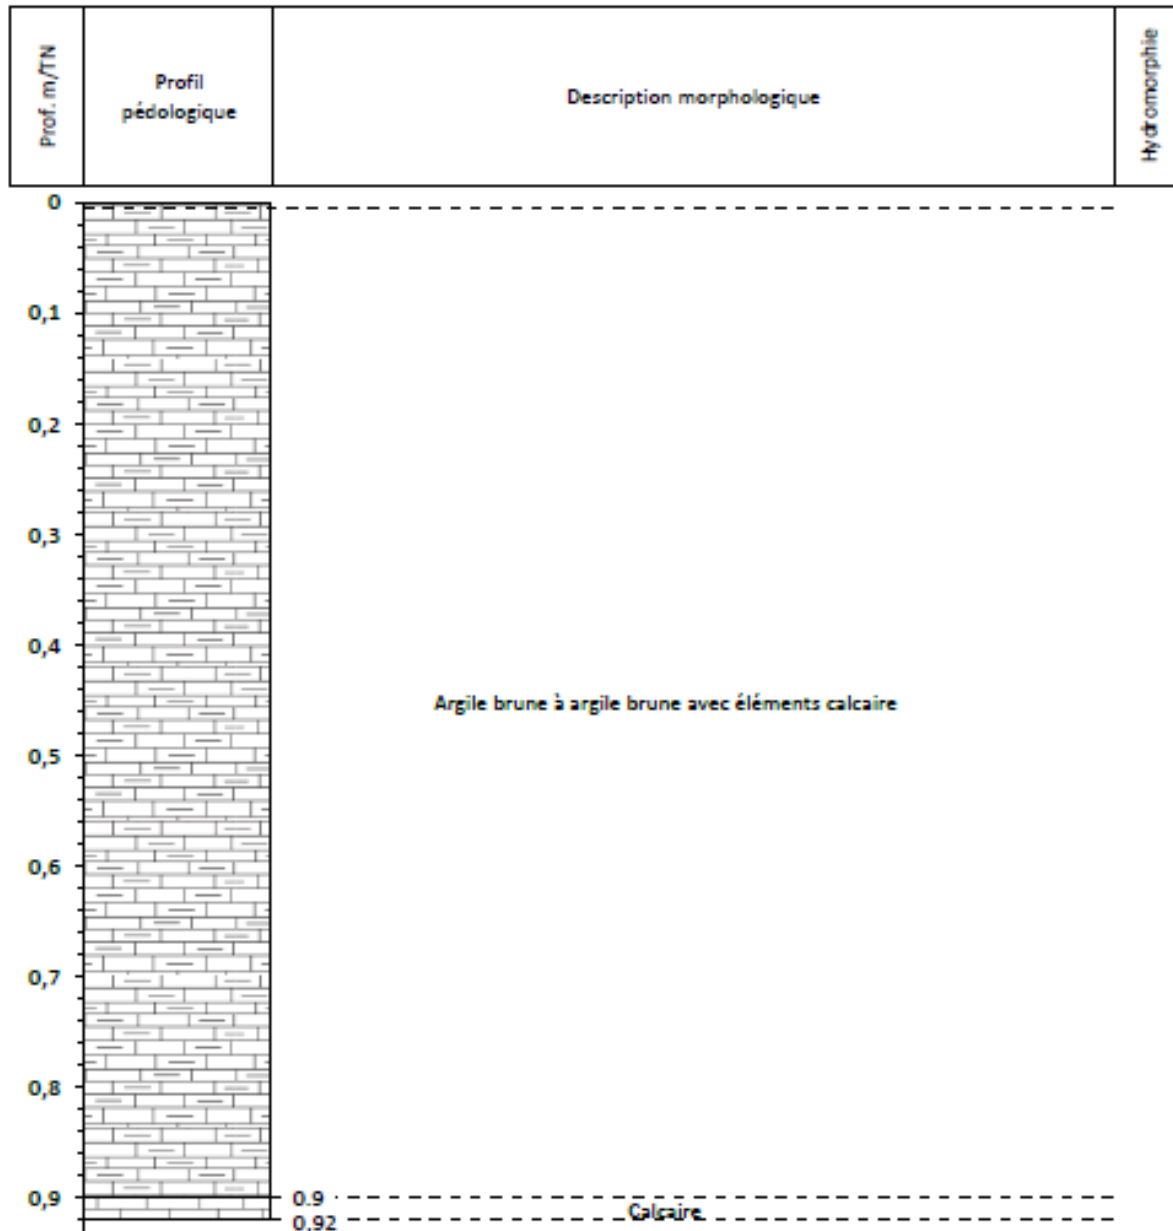 Prof. m/TN
Profil
pédologique
Description morphologique
Hydromorphie
0
0,1
0,2
0,3
0,4
Argile brune à argile brune avec éléments calcaire
0,5
0,6
0,7
0,8
0,9
0.9
Calcaire
0.92